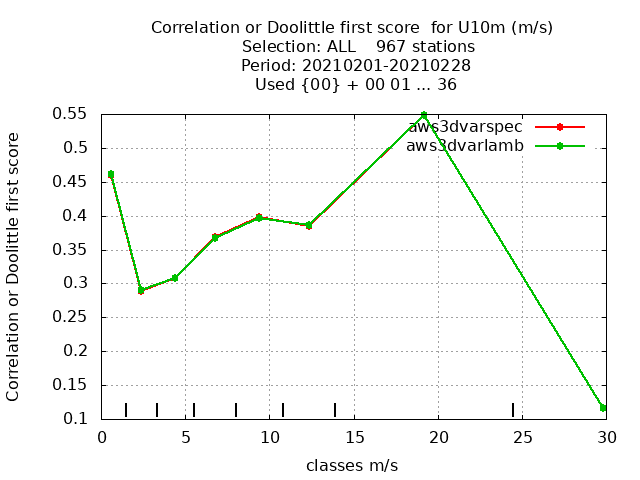 Correlation or Doolittle first score  for U10m (m/s)
Selection: ALL    967 stations
Period: 20210201-20210228
Used {00} + 00 01 ... 36
aws3dvarspec
aws3dvarlamb
Correlation or Doolittle first score
0.55
0.5
0.45
0.4
0.35
0.3
0.25
0.2
0.15
0.1
0 5 10 15 20 25 30
classes m/s